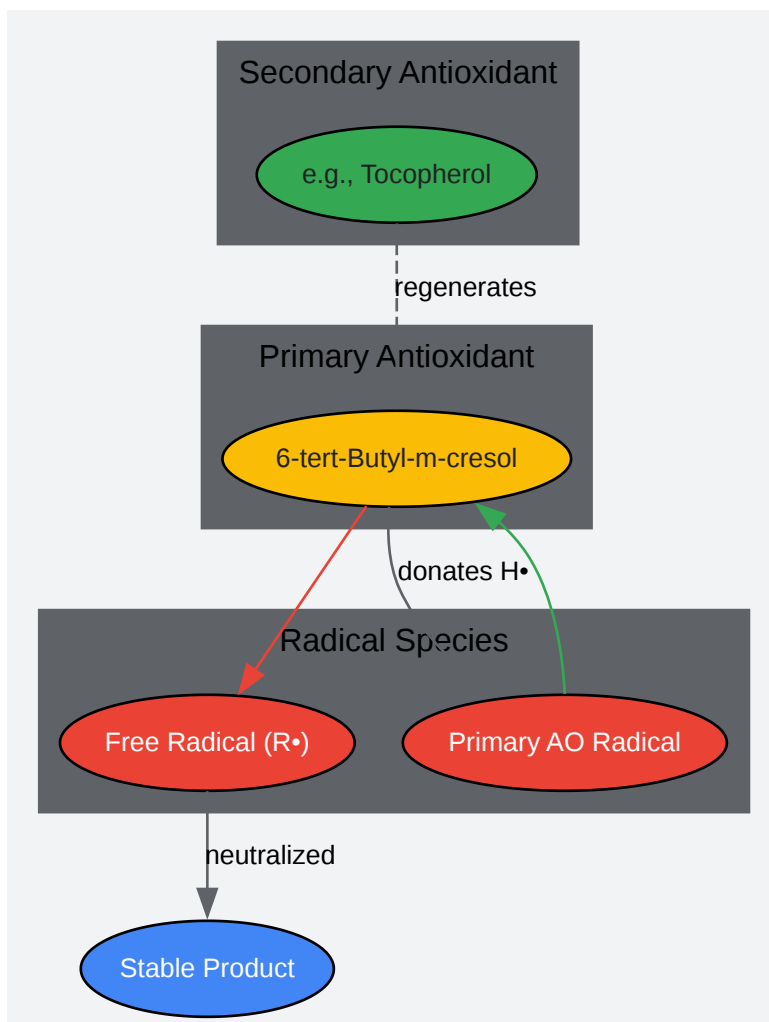 Secondary Antioxidant
e.g., Tocopherol
regenerates
Primary Antioxidant
6-tert-Butyl-m-cresol
donates H•
Radical Species
Free Radical (R•)
Primary AO Radical
neutralized
Stable Product